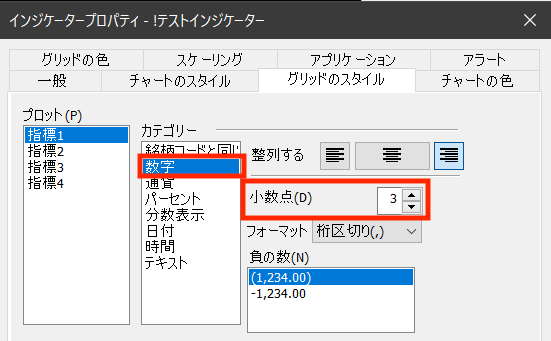 インジケータープロパティ - !テストインジケーター
グリッドの色 スケーリング アプリケーション アラート
一般 チャートのスタイル グリッドのスタイル チャートの色
プロット(P)
指標1
指標2
指標3
指標4
カテゴリー
銘柄コードと同じ
数字
通貨
パーセント
分数表示
日付
時間
テキスト
整列する
小数点(D) 3
フォーマット 桁区切り(,)
負の数(N)
(1,234.00)
-1,234.00